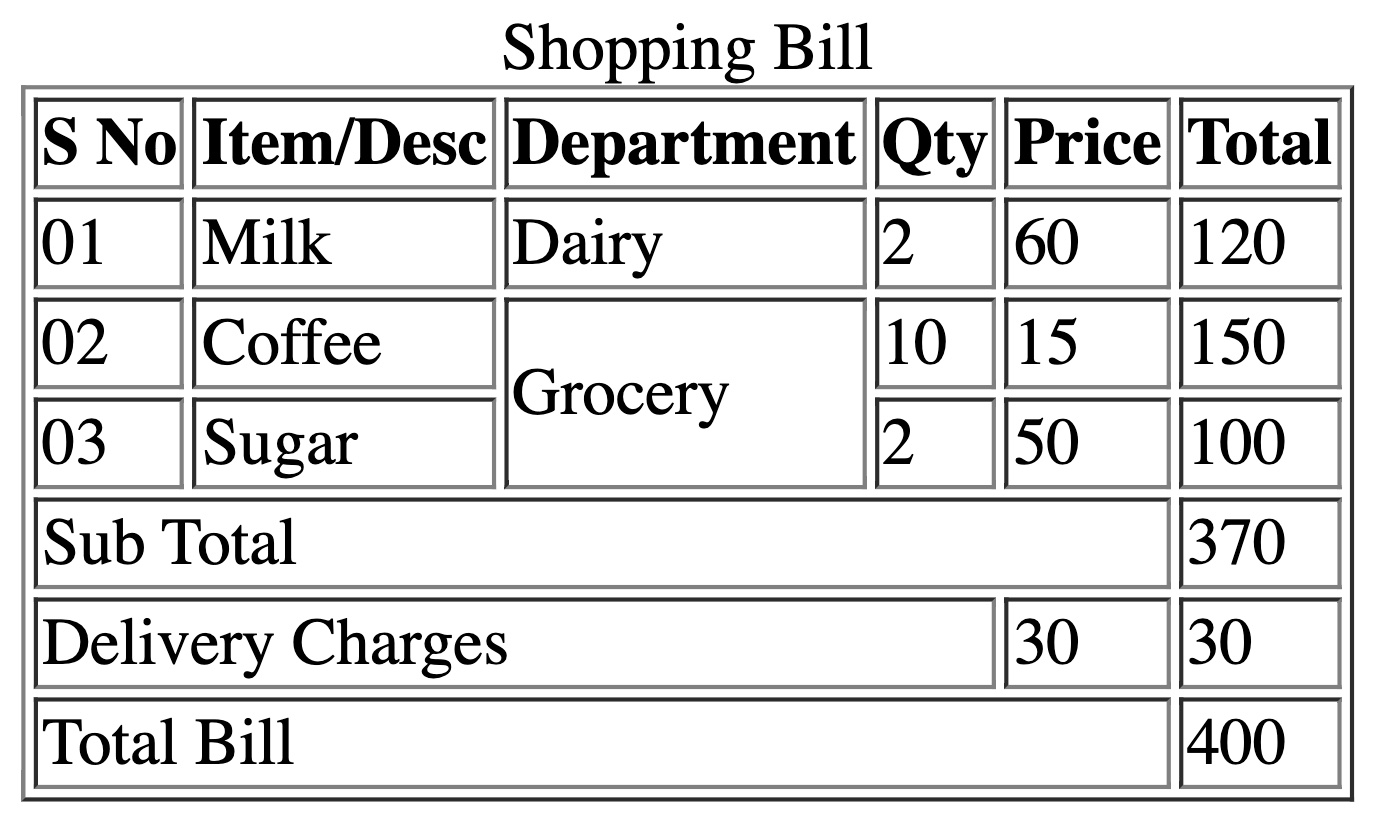 Shopping Bill
S No Item/Desc Department Qty Price Total
01 Milk Dairy 2 60 120
02 Coffee Grocery 10 15 150
03 Sugar 2 50 100
Sub Total 370
Delivery Charges 30 30
Total Bill 400